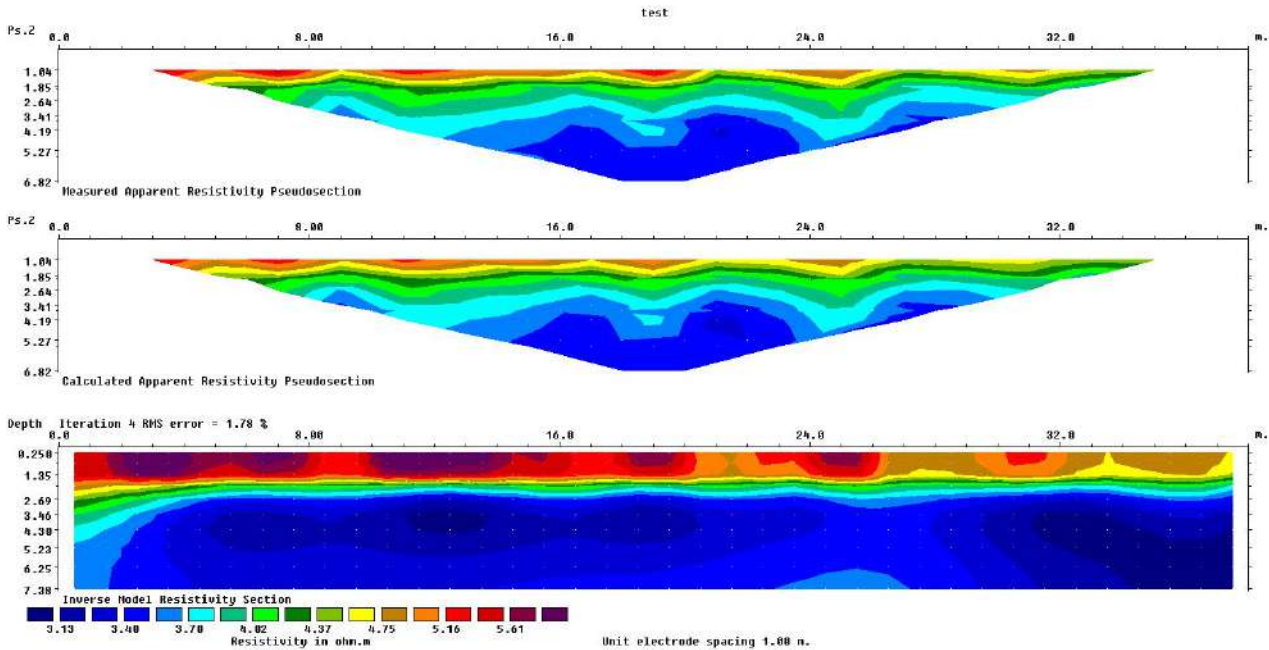 test
Ps.Z 0.0 8.00 16.0 24.0 32.0 m.
1.04
1.85
2.64
3.41
4.19
5.27
6.82
Measured Apparent Resistivity Pseudosection
Ps.Z 0.0 8.00 16.0 24.0 32.0 m.
1.04
1.85
2.64
3.41
4.19
5.27
6.82
Calculated Apparent Resistivity Pseudosection
Depth Iteration 4 RMS error = 1.78 %
0.0 8.00 16.0 24.0 32.0 m.
0.250
1.85
2.69
3.46
4.30
5.23
6.25
7.38
Inverse Model Resistivity Section
3.13 3.40 3.70 4.02 4.37 4.75 5.16 5.61
Resistivity in ohm.m Unit electrode spacing 1.00 m.